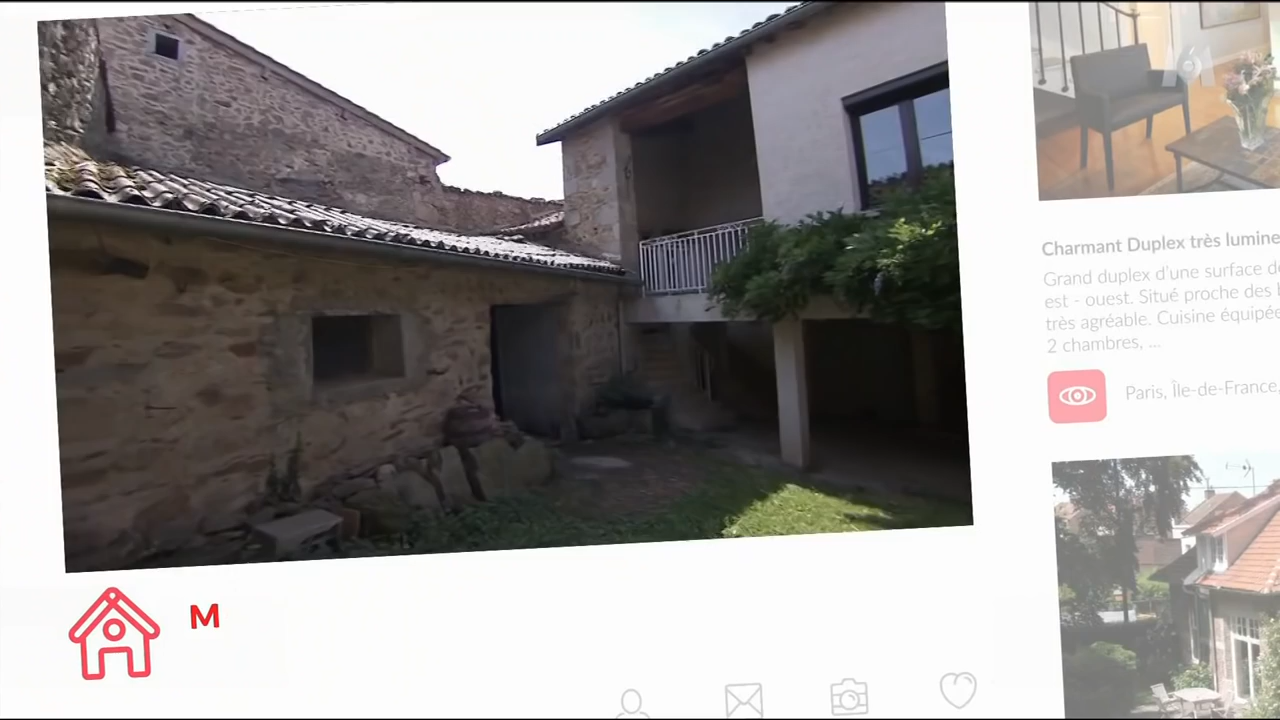 M6
M
Charmant Duplex très lumine
Grand duplex d'une surface de
est - ouest. Situé proche des
très agréable. Cuisine équipée
2 chambres, ...
Paris, Île-de-France,